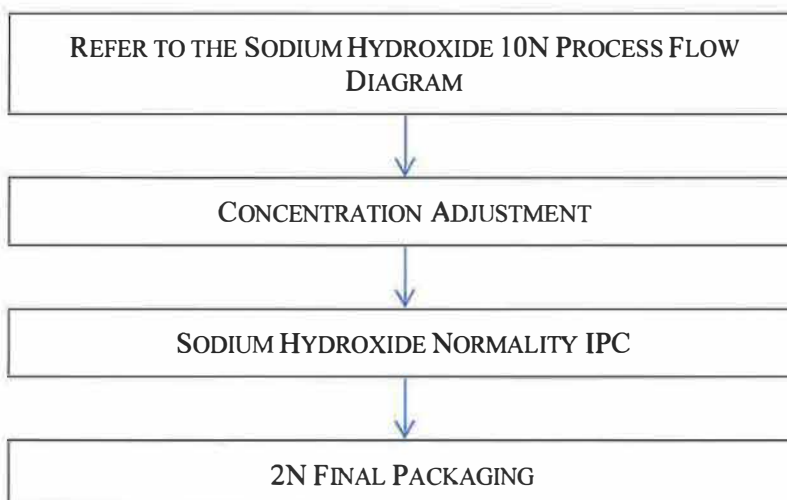 REFER TO THE SODIUM HYDROXIDE 10N PROCESS FLOW
DIAGRAM
CONCENTRATION ADJUSTMENT
SODIUM HYDROXIDE NORMALITY IPC
2N FINAL PACKAGING